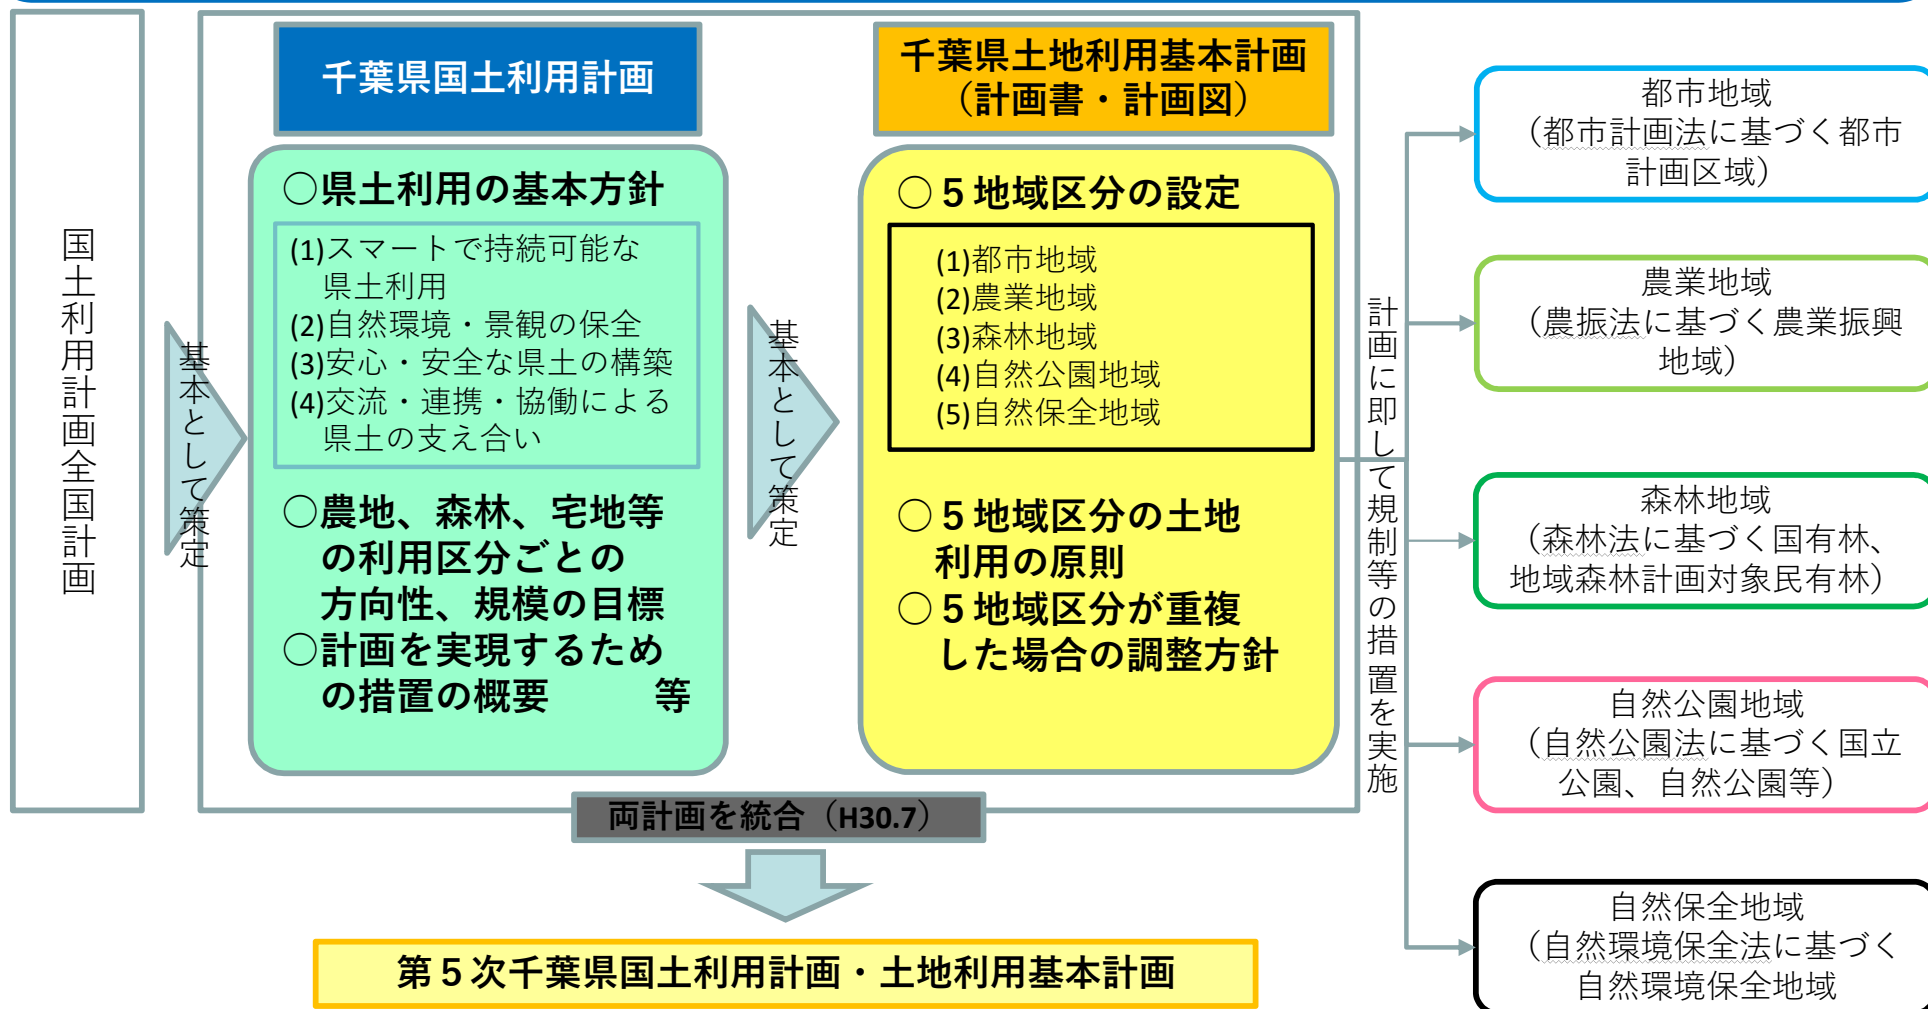 国土利用計画全国計画
基本として策定
千葉県国土利用計画
○県土利用の基本方針
(1)スマートで持続可能な
県土利用
(2)自然環境・景観の保全
(3)安心・安全な県土の構築
(4)交流・連携・協働による
県土の支え合い
○農地、森林、宅地等
の利用区分ごとの
方向性、規模の目標
○計画を実現するため
の措置の概要　　等
基本として策定
千葉県土地利用基本計画
（計画書・計画図）
○５地域区分の設定
(1)都市地域
(2)農業地域
(3)森林地域
(4)自然公園地域
(5)自然保全地域
○５地域区分の土地
利用の原則
○５地域区分が重複
した場合の調整方針
両計画を統合（H30.7）
第５次千葉県国土利用計画・土地利用基本計画
計画に即して規制等の措置を実施
都市地域
（都市計画法に基づく都市
計画区域）
農業地域
（農振法に基づく農業振興
地域）
森林地域
（森林法に基づく国有林、
地域森林計画対象民有林）
自然公園地域
（自然公園法に基づく国立
公園、自然公園等）
自然保全地域
（自然環境保全法に基づく
自然環境保全地域